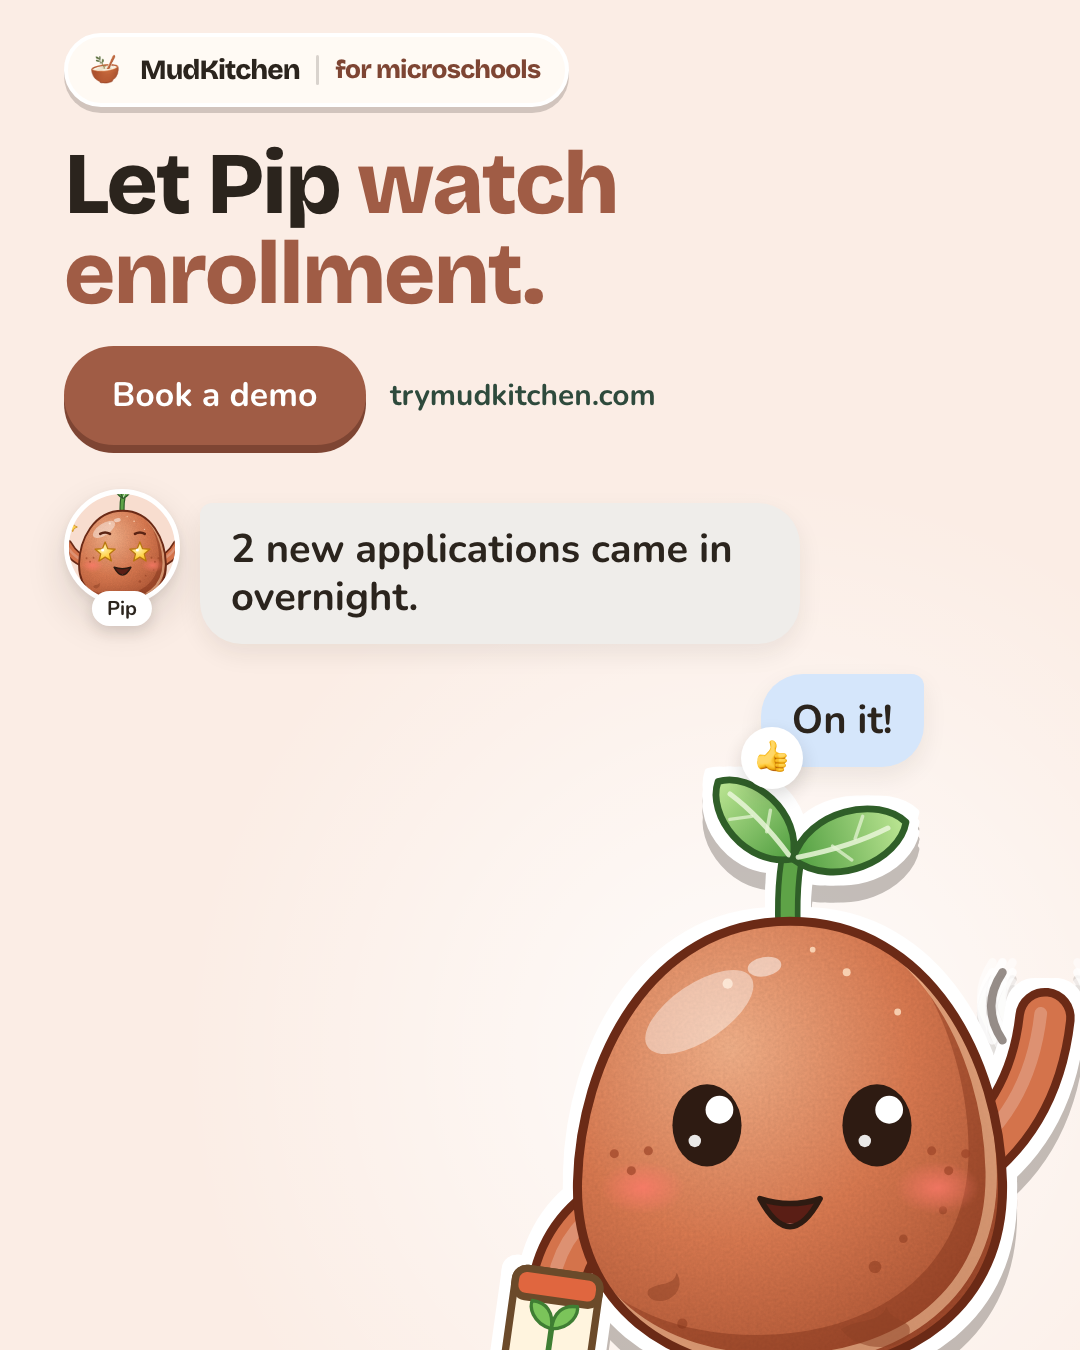 MudKitchen | for microschools
Let Pip watch
enrollment.
Book a demo
trymudkitchen.com
2 new applications came in
overnight.
Pip
On it!